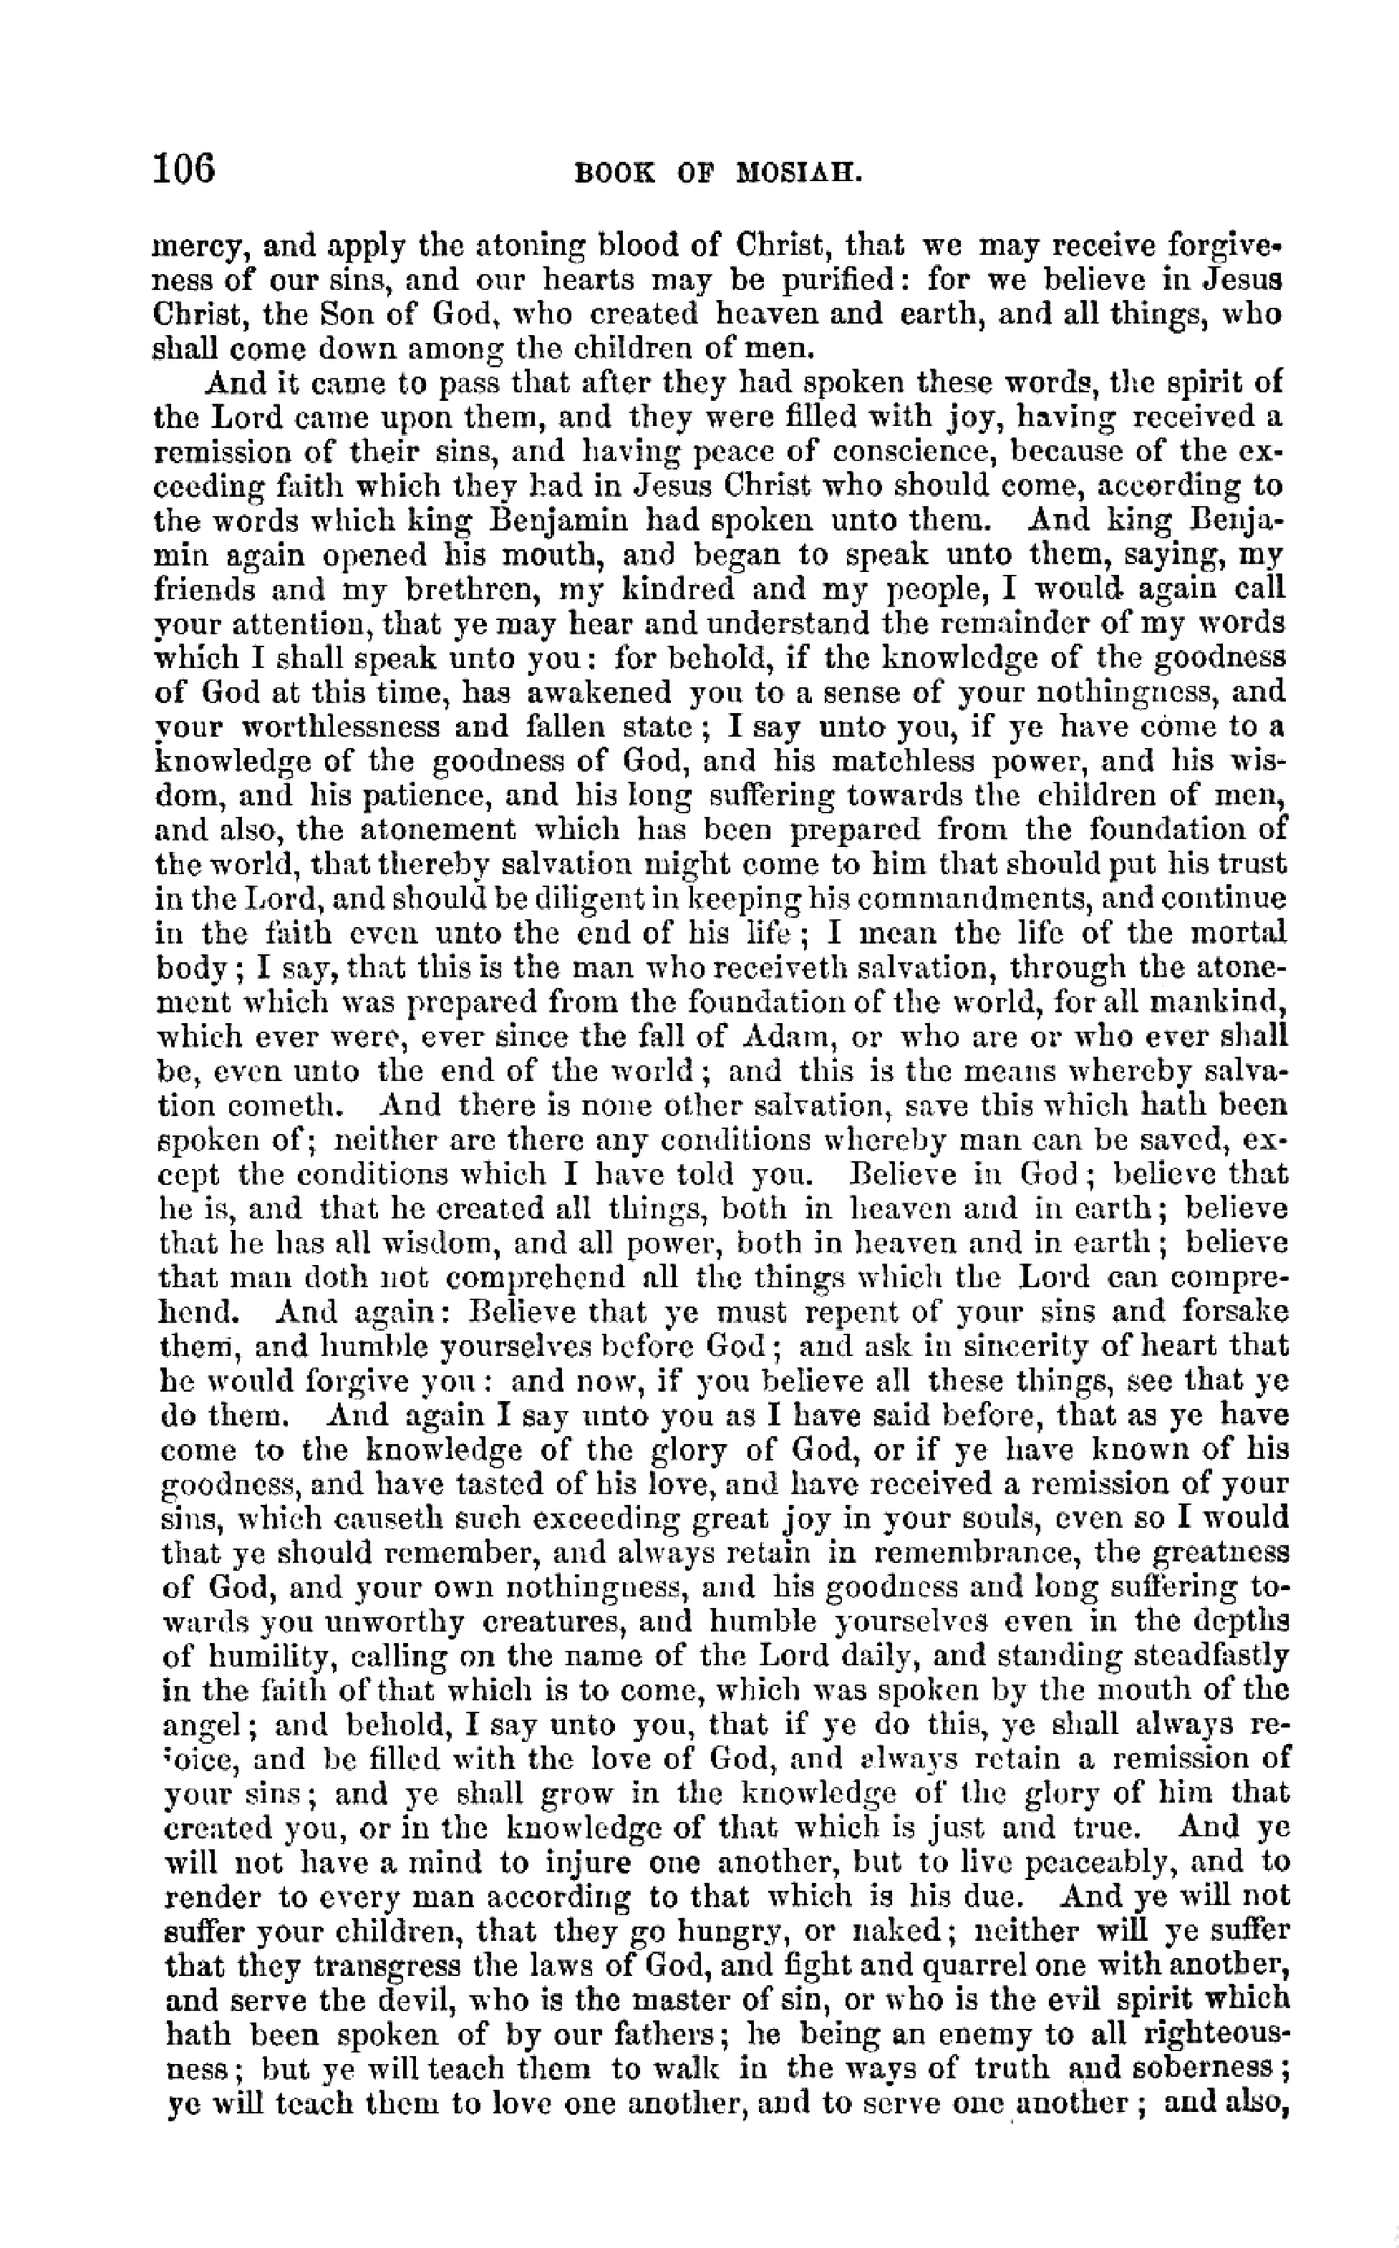 106 BOOK OF MOSIAH.
mercy, and apply the atoning blood of Christ, that we may receive forgive-
ness of our sins, and our hearts may be purified: for we believe in Jesus
Christ, the Son of God, who created heaven and earth, and all things, who
shall come down among the children of men.
And it came to pass that after they had spoken these words, the spirit of
the Lord came upon them, and they were filled with joy, having received a
remission of their sins, and having peace of conscience, because of the ex-
ceeding faith which they had in Jesus Christ who should come, according to
the words which king Benjamin had spoken unto them. And king Benja-
min again opened his mouth, and began to speak unto them, saying, my
friends and my brethren, my kindred and my people, I would again call
your attention, that ye may hear and understand the remainder of my words
which I shall speak unto you: for behold, if the knowledge of the goodness
of God at this time, has awakened you to a sense of your nothingness, and
your worthlessness and fallen state; I say unto you, if ye have come to a
knowledge of the goodness of God, and his matchless power, and his wis-
dom, and his patience, and his long suffering towards the children of men,
and also, the atonement which has been prepared from the foundation of
the world, that thereby salvation might come to him that should put his trust
in the Lord, and should be diligent in keeping his commandments, and continue
in the faith even unto the end of his life; I mean the life of the mortal
body; I say, that this is the man who receiveth salvation, through the atone-
ment which was prepared from the foundation of the world, for all mankind,
which ever were, ever since the fall of Adam, or who are or who ever shall
be, even unto the end of the world; and this is the means whereby salva-
tion cometh. And there is none other salvation, save this which hath been
spoken of; neither are there any conditions whereby man can be saved, ex-
cept the conditions which I have told you. Believe in God; believe that
he is, and that he created all things, both in heaven and in earth; believe
that he has all wisdom, and all power, both in heaven and in earth; believe
that man doth not comprehend all the things which the Lord can compre-
hend. And again: Believe that ye must repent of your sins and forsake
them, and humble yourselves before God; and ask in sincerity of heart that
he would forgive you: and now, if you believe all these things, see that ye
do them. And again I say unto you as I have said before, that as ye have
come to the knowledge of the glory of God, or if ye have known of his
goodness, and have tasted of his love, and have received a remission of your
sins, which causeth such exceeding great joy in your souls, even so I would
that ye should remember, and always retain in remembrance, the greatness
of God, and your own nothingness, and his goodness and long suffering to-
wards you unworthy creatures, and humble yourselves even in the depths
of humility, calling on the name of the Lord daily, and standing steadfastly
in the faith of that which is to come, which was spoken by the mouth of the
angel; and behold, I say unto you, that if ye do this, ye shall always re-
joice, and be filled with the love of God, and always retain a remission of
your sins; and ye shall grow in the knowledge of the glory of him that
created you, or in the knowledge of that which is just and true. And ye
will not have a mind to injure one another, but to live peaceably, and to
render to every man according to that which is his due. And ye will not
suffer your children, that they go hungry, or naked; neither will ye suffer
that they transgress the laws of God, and fight and quarrel one with another,
and serve the devil, who is the master of sin, or who is the evil spirit which
hath been spoken of by our fathers; he being an enemy to all righteous-
ness; but ye will teach them to walk in the ways of truth and soberness;
ye will teach them to love one another, and to serve one another; and also,